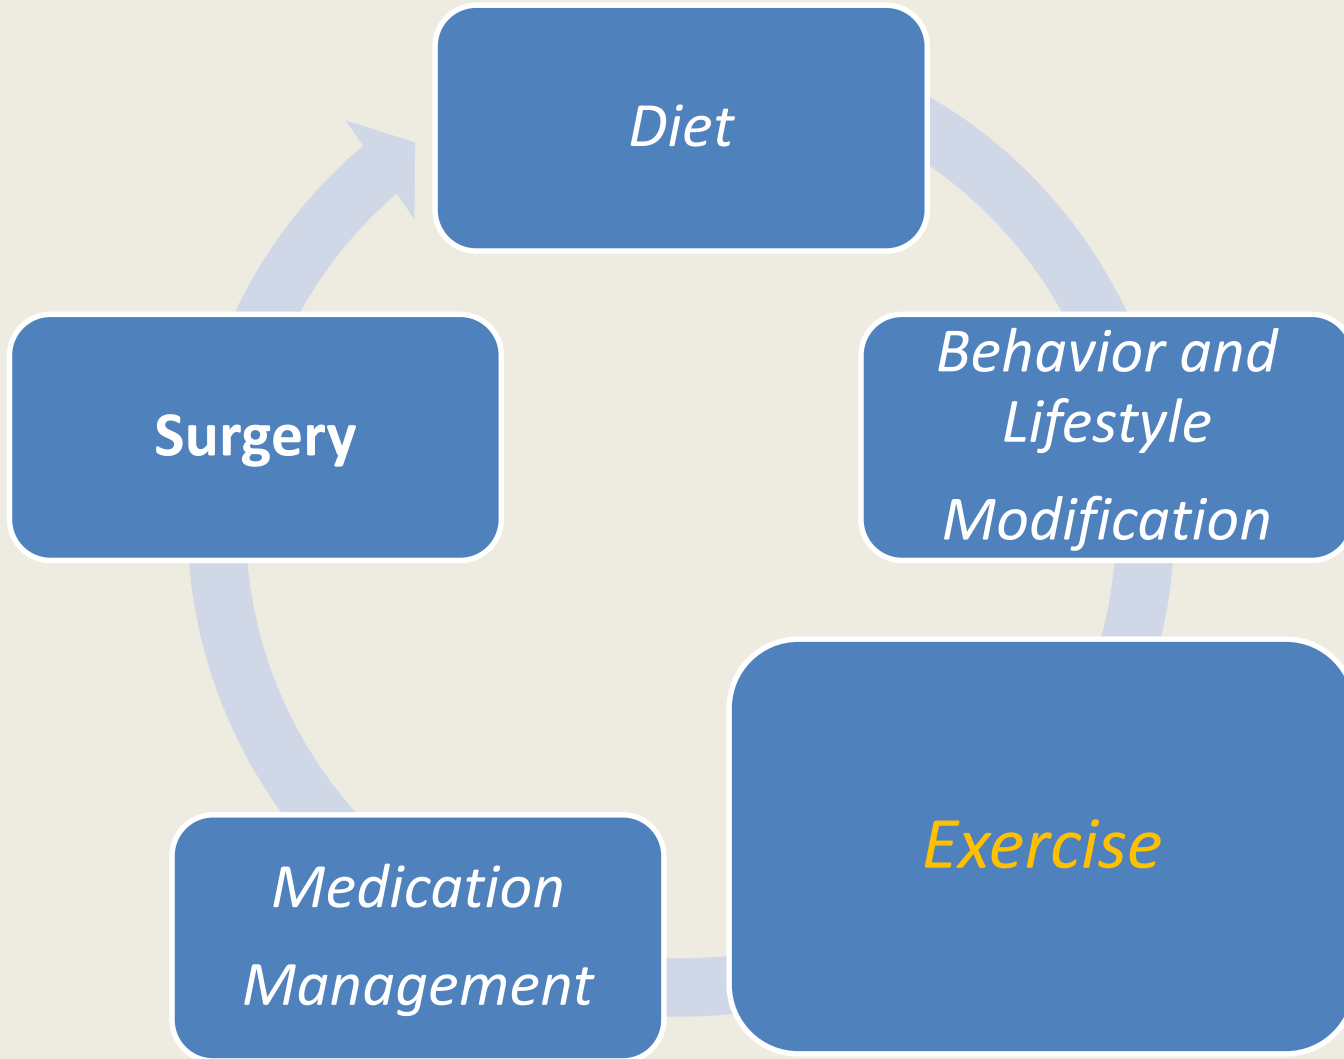 Diet
Behavior and
Lifestyle
Modification
Exercise
Medication
Management
Surgery